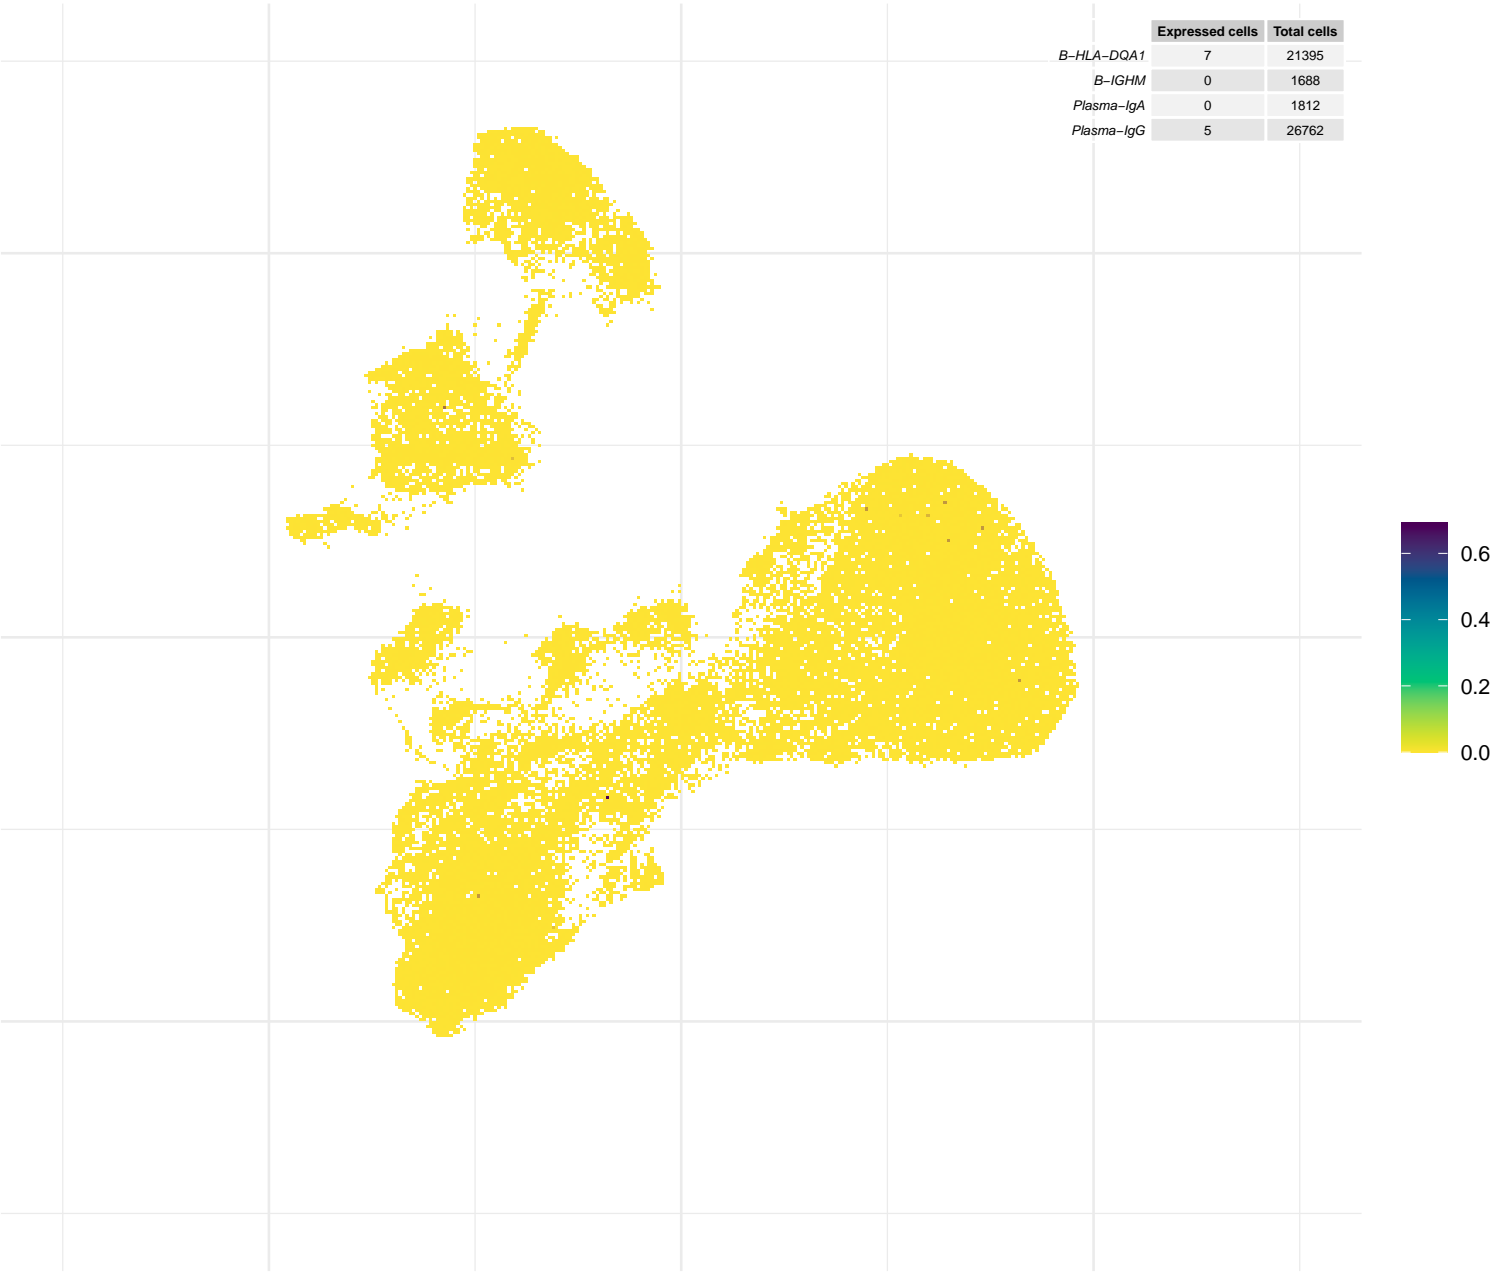 Expressed cells Total cells
B−HLA−DQA1 7 21395
B−IGHM 0 1688
Plasma−IgA 0 1812
Plasma−IgG 5 26762
0.6
0.4
0.2
0.0